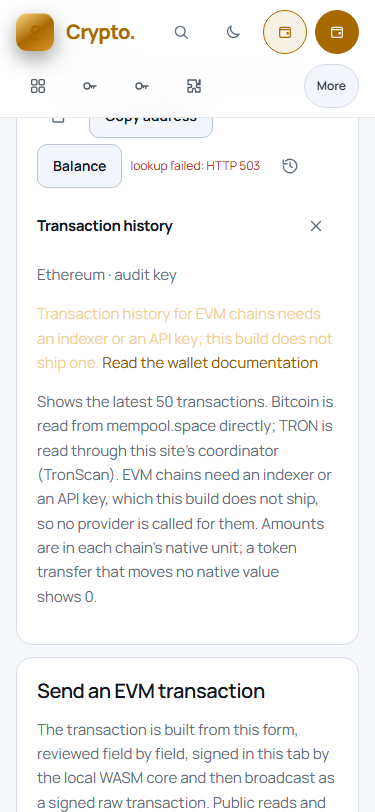 Crypto.
More
Copy address
Balance
lookup failed: HTTP 503
Transaction history
Ethereum · audit key
Transaction history for EVM chains needs
an indexer or an API key; this build does not
ship one. Read the wallet documentation
Shows the latest 50 transactions. Bitcoin is
read from mempool.space directly; TRON is
read through this site's coordinator
(TronScan). EVM chains need an indexer or
an API key, which this build does not ship,
so no provider is called for them. Amounts
are in each chain's native unit; a token
transfer that moves no native value
shows 0.
Send an EVM transaction
The transaction is built from this form,
reviewed field by field, signed in this tab by
the local WASM core and then broadcast as
a signed raw transaction. Public reads and